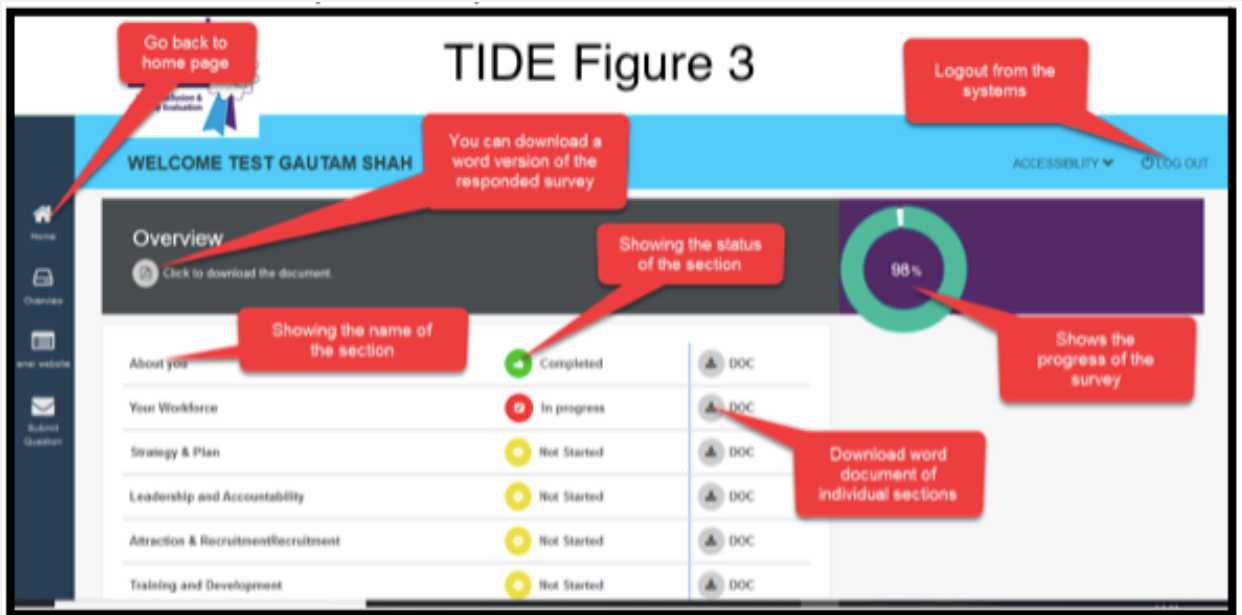 Go back to
home page
TIDE Figure 3
Logout from the
systems
Evaluation
You can download a
word version of the
responded survey
WELCOME TEST GAUTAM SHAH
ACCESSIBILITY
LOG OUT
Home
Overview
Click to download the document.
Showing the status
of the section
98%
Overview
Showing the name of
the section
Shows the
progress of the
survey
enei website
About you
Completed
DOC
Your Workforce
In progress
DOC
Submit
Question
Strategy & Plan
Not Started
DOC
Download word
document of
individual sections
Leadership and Accountability
Not Started
DOC
Attraction & RecruitmentRecruitment
Not Started
DOC
Training and Development
Not Started
DOC